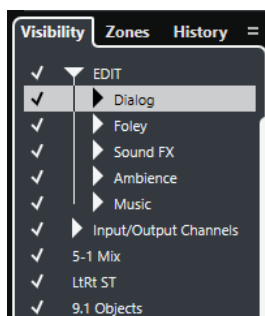 Visibility Zones History
EDIT
Dialog
Foley
Sound FX
Ambience
Music
Input/Output Channels
5-1 Mix
LtRt ST
9.1 Objects